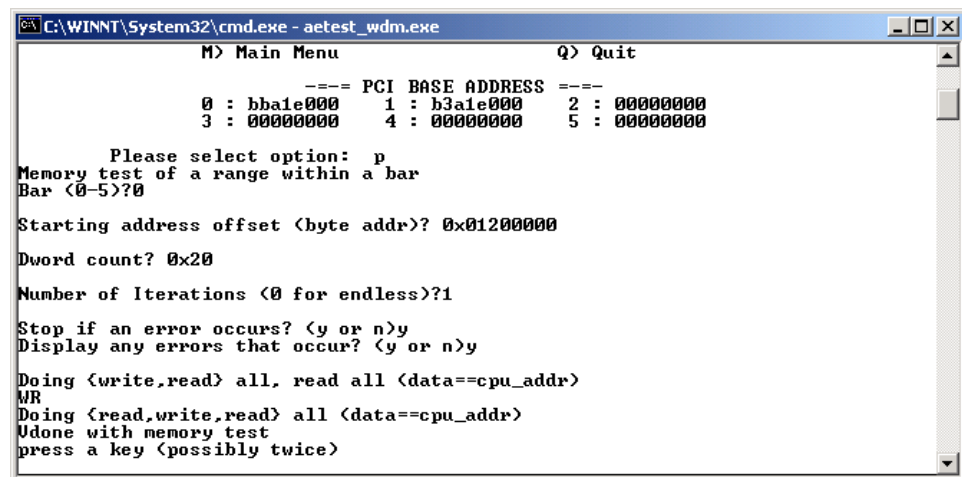 C:\WINNT\System32\cmd.exe - aetest_wdm.exe
M) Main Menu Q) Quit
-=-= PCI BASE ADDRESS =-=-
0 : bba1e000 1 : b3a1e000 2 : 00000000
3 : 00000000 4 : 00000000 5 : 00000000
Please select option: p
Memory test of a range within a bar
Bar (0-5)?0
Starting address offset (byte addr)? 0x01200000
Dword count? 0x20
Number of Iterations (0 for endless)?1
Stop if an error occurs? (y or n)y
Display any errors that occur? (y or n)y
Doing {write,read} all, read all (data==cpu_addr)
WR
Doing {read,write,read} all (data==cpu_addr)
Vdone with memory test
press a key (possibly twice)